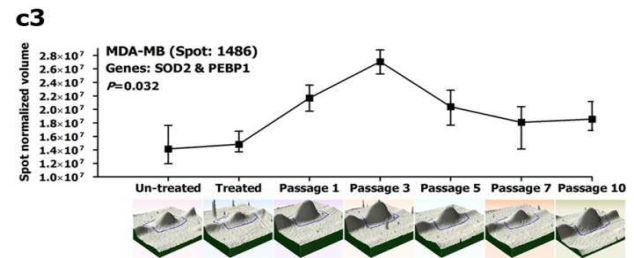 c3
MDA-MB (Spot: 1486)
Genes: SOD2 & PEBP1
P=0.032
Spot normalized volume
2.8×10⁷
2.6×10⁷
2.4×10⁷
2.2×10⁷
2.0×10⁷
1.8×10⁷
1.6×10⁷
1.4×10⁷
1.2×10⁷
1.0×10⁷
Un-treated Treated Passage 1 Passage 3 Passage 5 Passage 7 Passage 10